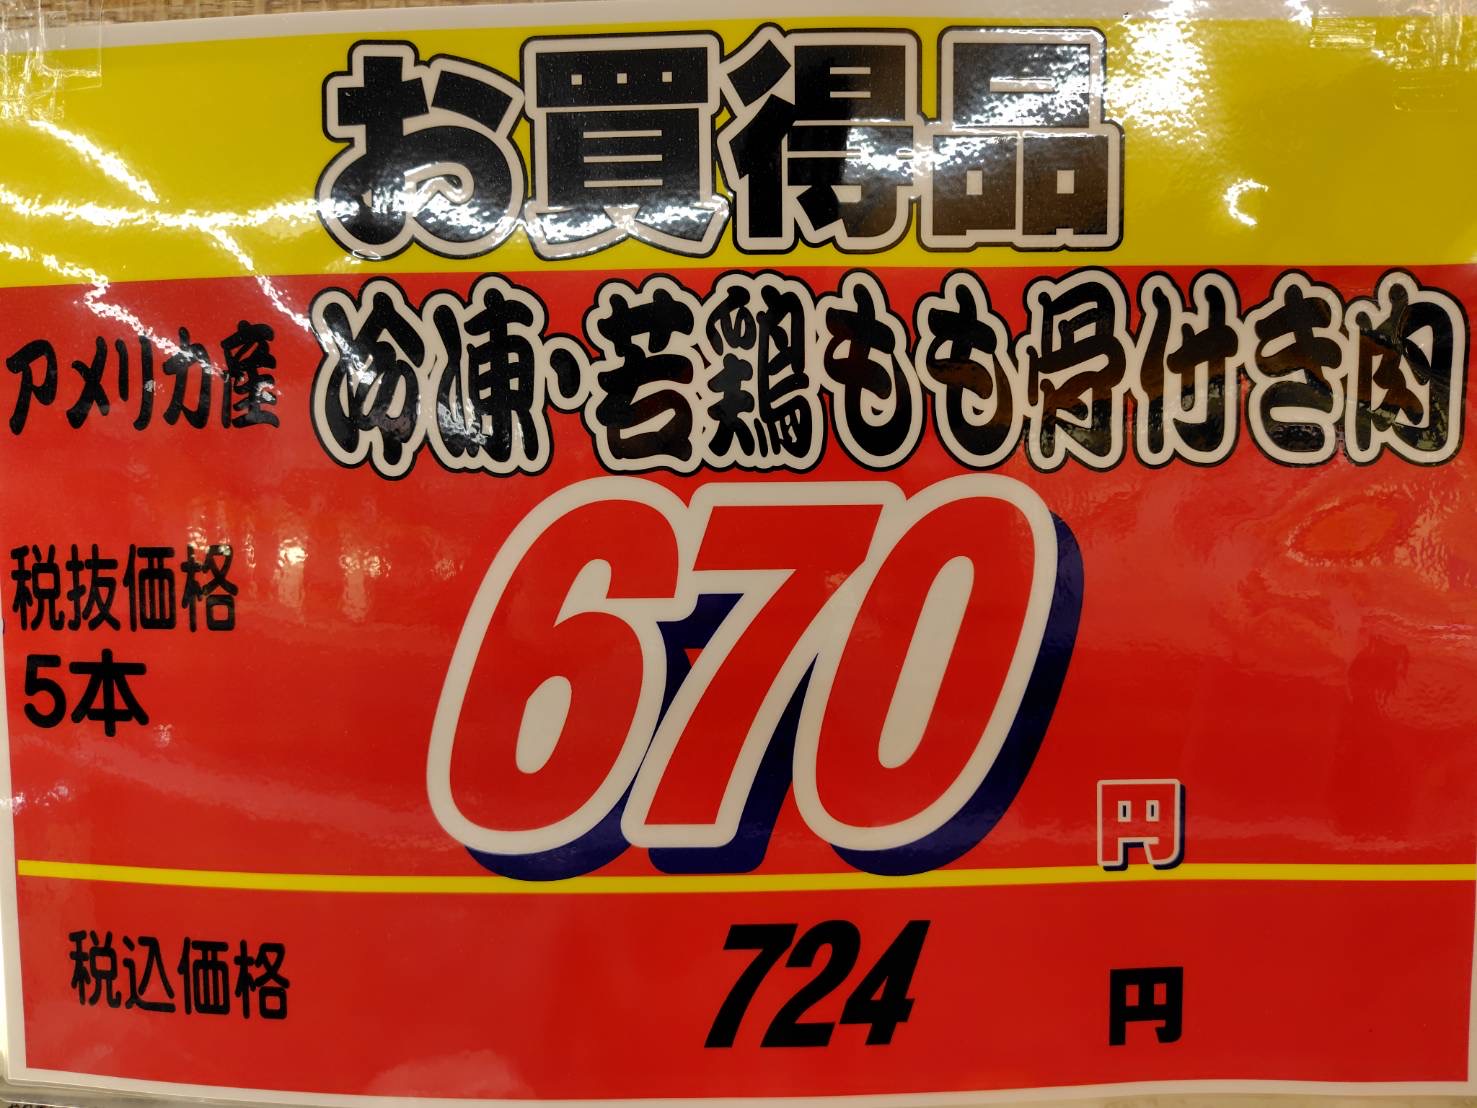 お買得品
アメリカ産 冷凍・若鶏もも骨付き肉
税抜価格
5本
670 円
税込価格 724 円